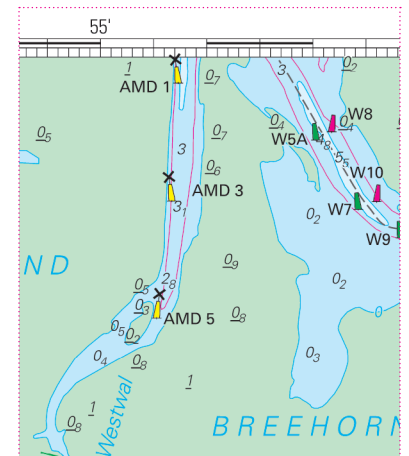 55'
1
0₂
3
0₇
AMD 1
W8
0₄
0₄
0₅
0₇
W5A
4₈
5₅
3
0₆
W10
AMD 3
3₁
W7
0₂
W9
ND
0₉
2₈
0₂
0₅
0₃
0
AMD 5
0₈
0₅
0₂
0₄
0₈
0₃
1
1
Westwal
0₈
BREEHORN